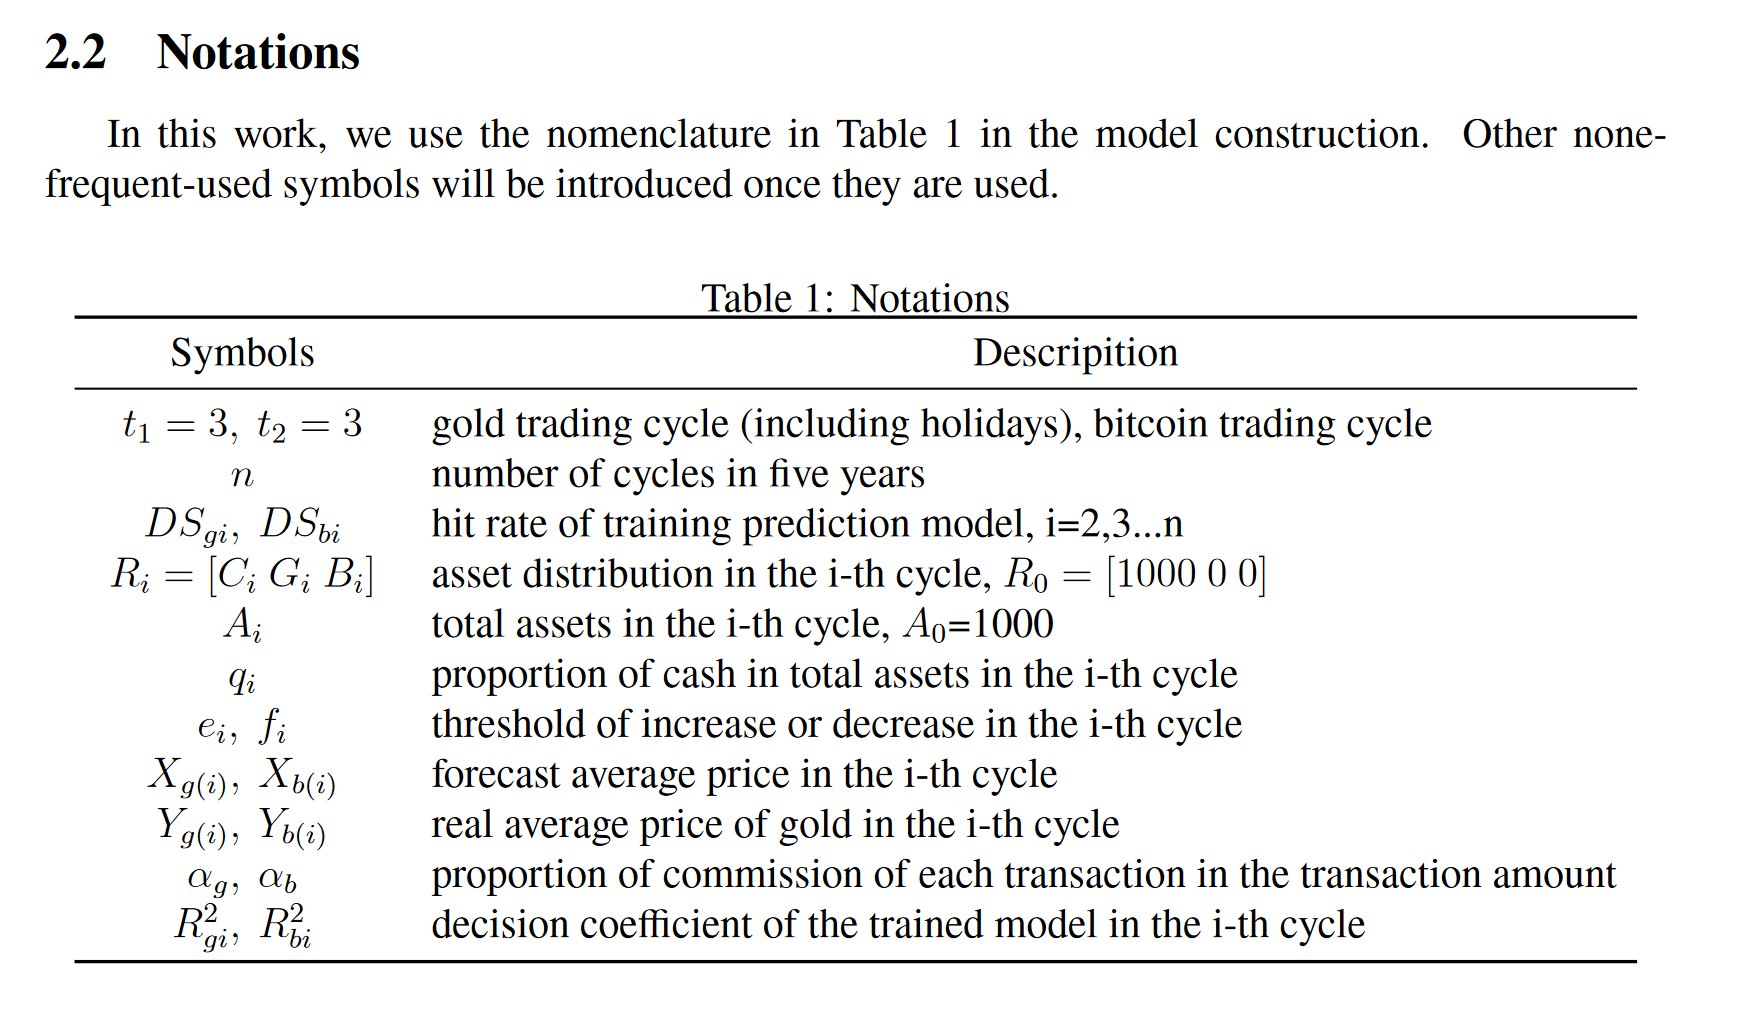 2.2 Notations
In this work, we use the nomenclature in Table 1 in the model construction. Other none-
frequent-used symbols will be introduced once they are used.
Table 1: Notations
Symbols Descripition
t₁ = 3, t₂ = 3 gold trading cycle (including holidays), bitcoin trading cycle
n number of cycles in five years
DS_{gi}, DS_{bi} hit rate of training prediction model, i=2,3...n
R_i = [C_i G_i B_i] asset distribution in the i-th cycle, R_0 = [1000 0 0]
A_i total assets in the i-th cycle, A_0=1000
q_i proportion of cash in total assets in the i-th cycle
e_i, f_i threshold of increase or decrease in the i-th cycle
X_{g(i)}, X_{b(i)} forecast average price in the i-th cycle
Y_{g(i)}, Y_{b(i)} real average price of gold in the i-th cycle
α_g, α_b proportion of commission of each transaction in the transaction amount
R²_{gi}, R²_{bi} decision coefficient of the trained model in the i-th cycle